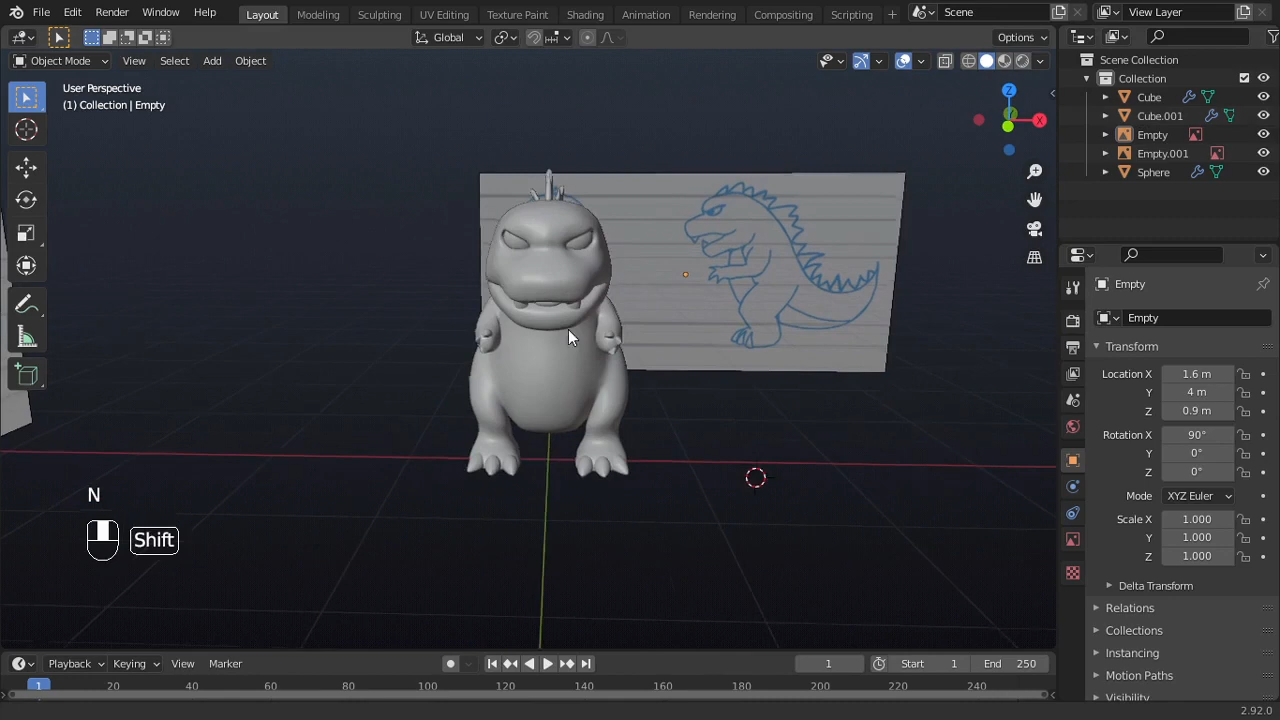 File Edit Render Window Help Layout Modeling Sculpting UV Editing Texture Paint Shading Animation Rendering Compositing Scripting + Scene View Layer
Global Options
Object Mode View Select Add Object
User Perspective
(1) Collection | Empty
Z
X
Scene Collection
Collection
Cube
Cube.001
Empty
Empty.001
Sphere
Empty
Empty
Transform
Location X 1.6 m
Y 4 m
Z 0.9 m
Rotation X 90°
Y 0°
Z 0°
Mode XYZ Euler
Scale X 1.000
Y 1.000
Z 1.000
Delta Transform
Relations
Collections
Instancing
Motion Paths
Visibility
N
Shift
Playback Keying View Marker 1 Start 1 End 250
1 20 40 60 80 100 120 140 160 180 200 220 240
2.92.0